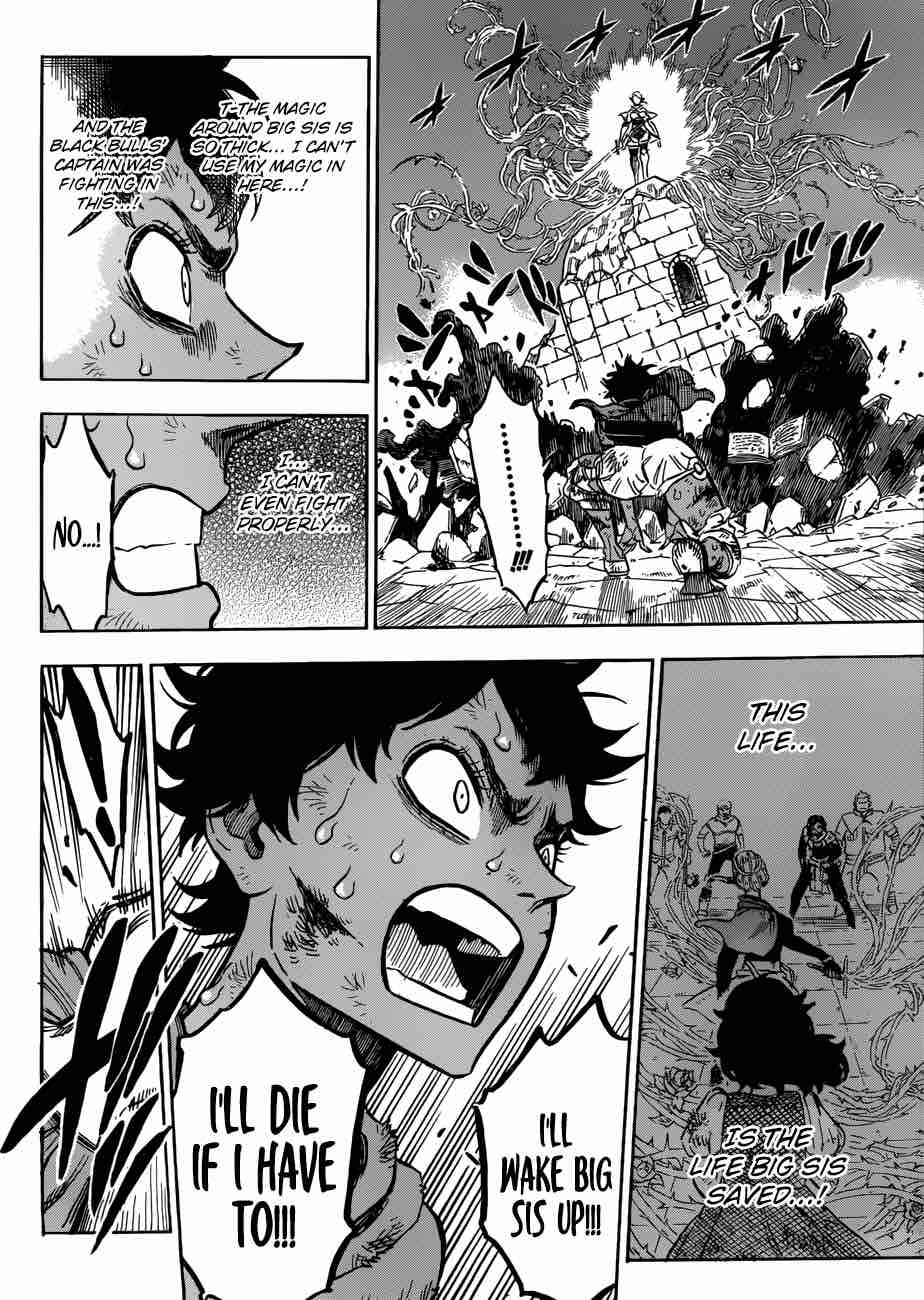 ドド
........
!!!
T-THE MAGIC
AROUND BIG SIS IS
SO THICK... I CAN'T
USE MY MAGIC IN
HERE...!
AND THE
BLACK BULLS'
CAPTAIN WAS
FIGHTING IN
THIS...!
I...
I CAN'T
EVEN FIGHT
PROPERLY...
NO...!
THIS
LIFE...
IS THE
LIFE BIG SIS
SAVED...!
I'LL
WAKE BIG
SIS UP!!!
I'LL DIE
IF I HAVE
TO!!!